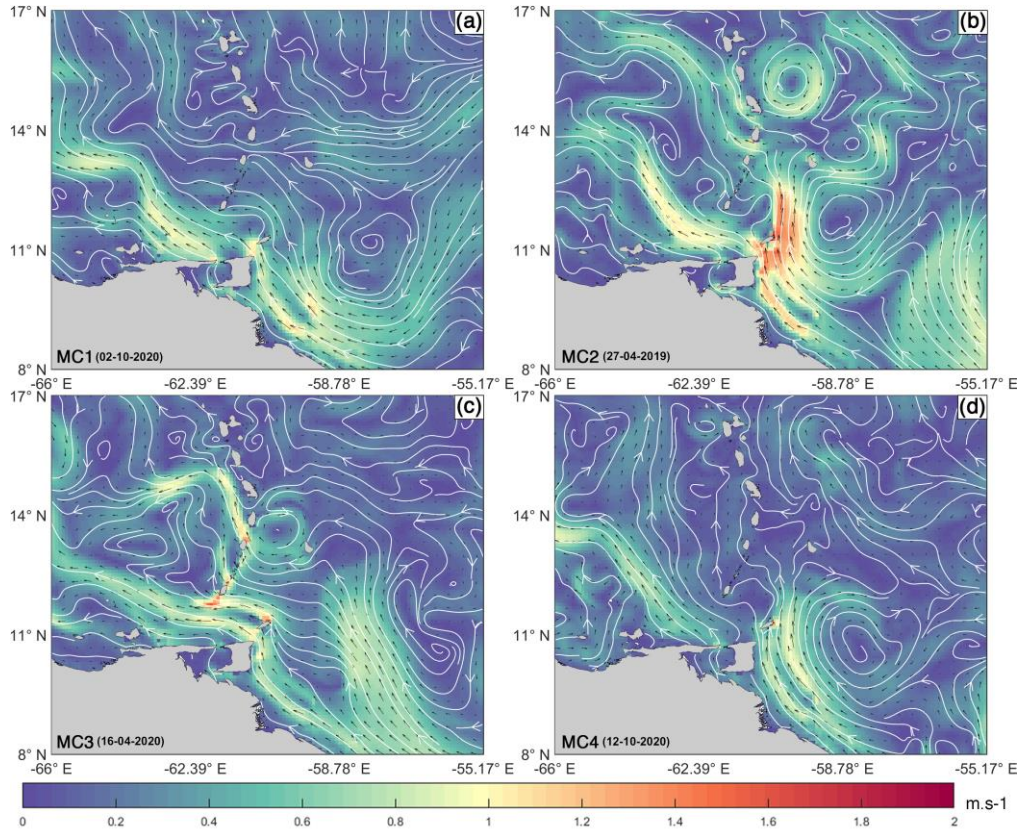 17° N
(a)
14° N
11° N
8° N
MC1 (02-10-2020)
-66° E
-62.39° E
-58.78° E
-55.17° E
17° N
(b)
14° N
11° N
8° N
MC2 (27-04-2019)
-66° E
-62.39° E
-58.78° E
-55.17° E
17° N
(c)
14° N
11° N
8° N
MC3 (16-04-2020)
-66° E
-62.39° E
-58.78° E
-55.17° E
17° N
(d)
14° N
11° N
8° N
MC4 (12-10-2020)
-66° E
-62.39° E
-58.78° E
-55.17° E
0 0.2 0.4 0.6 0.8 1 1.2 1.4 1.6 1.8 2
m.s-1